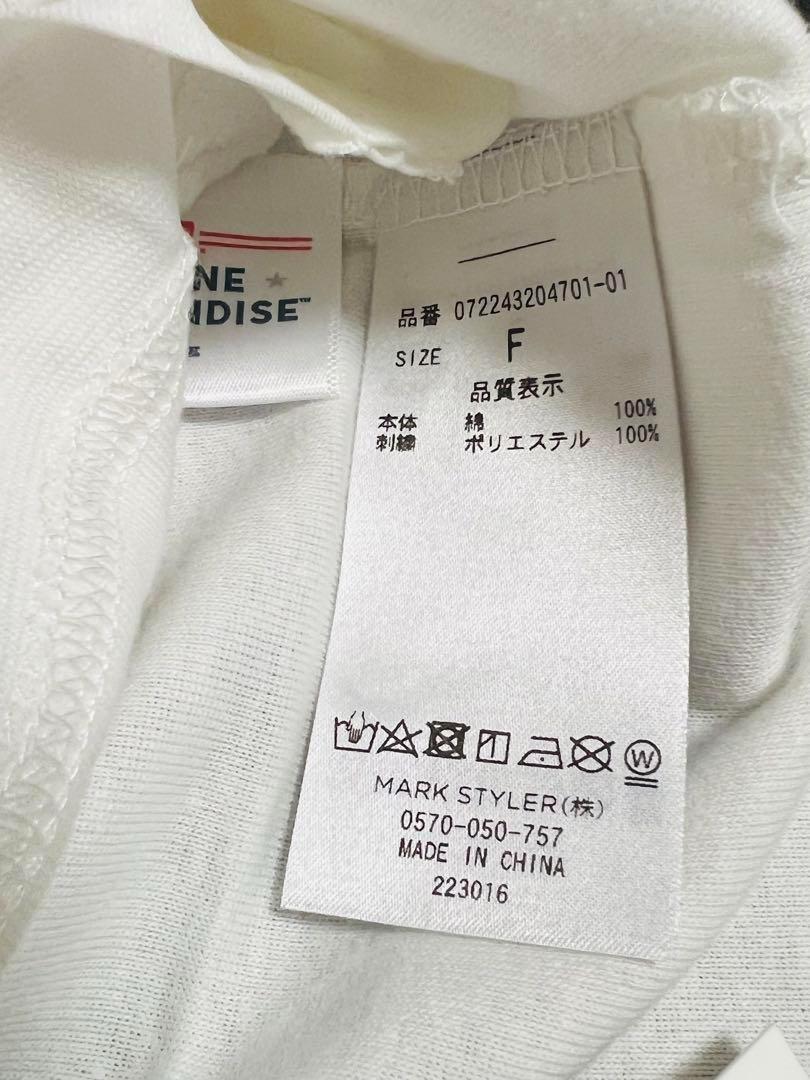 NE
NDISE™
品番 072243204701-01
SIZE F
品質表示
本体 綿 100%
刺繍 ポリエステル 100%
W
MARK STYLER(株)
0570-050-757
MADE IN CHINA
223016